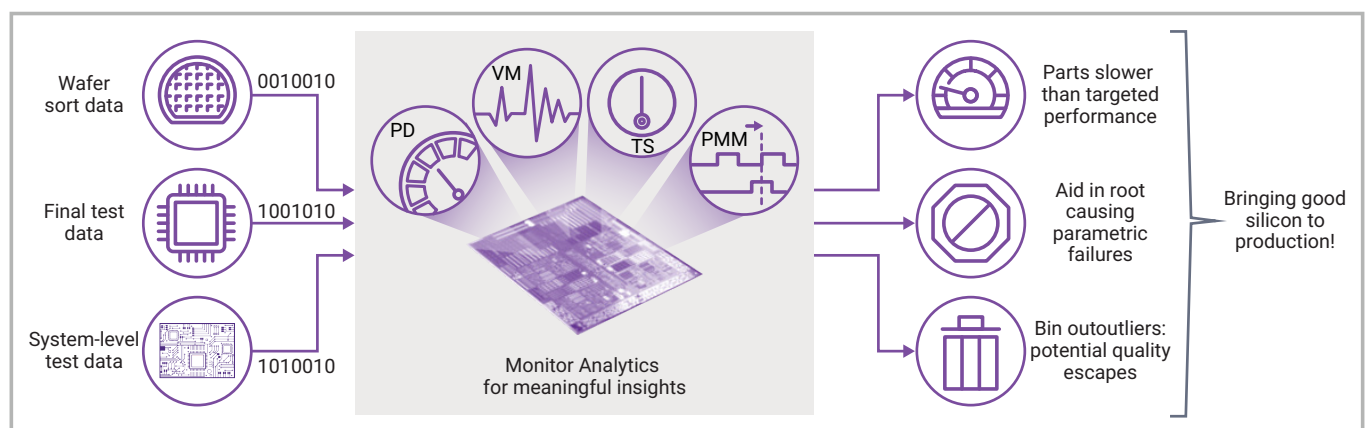 Wafer
sort data
0010010
Final test
data
1001010
System-level
test data
1010010
PD
VM
TS
PMM
Monitor Analytics
for meaningful insights
Parts slower
than targeted
performance
Aid in root
causing
parametric
failures
Bin outoutliers:
potential quality
escapes
Bringing good
silicon to
production!